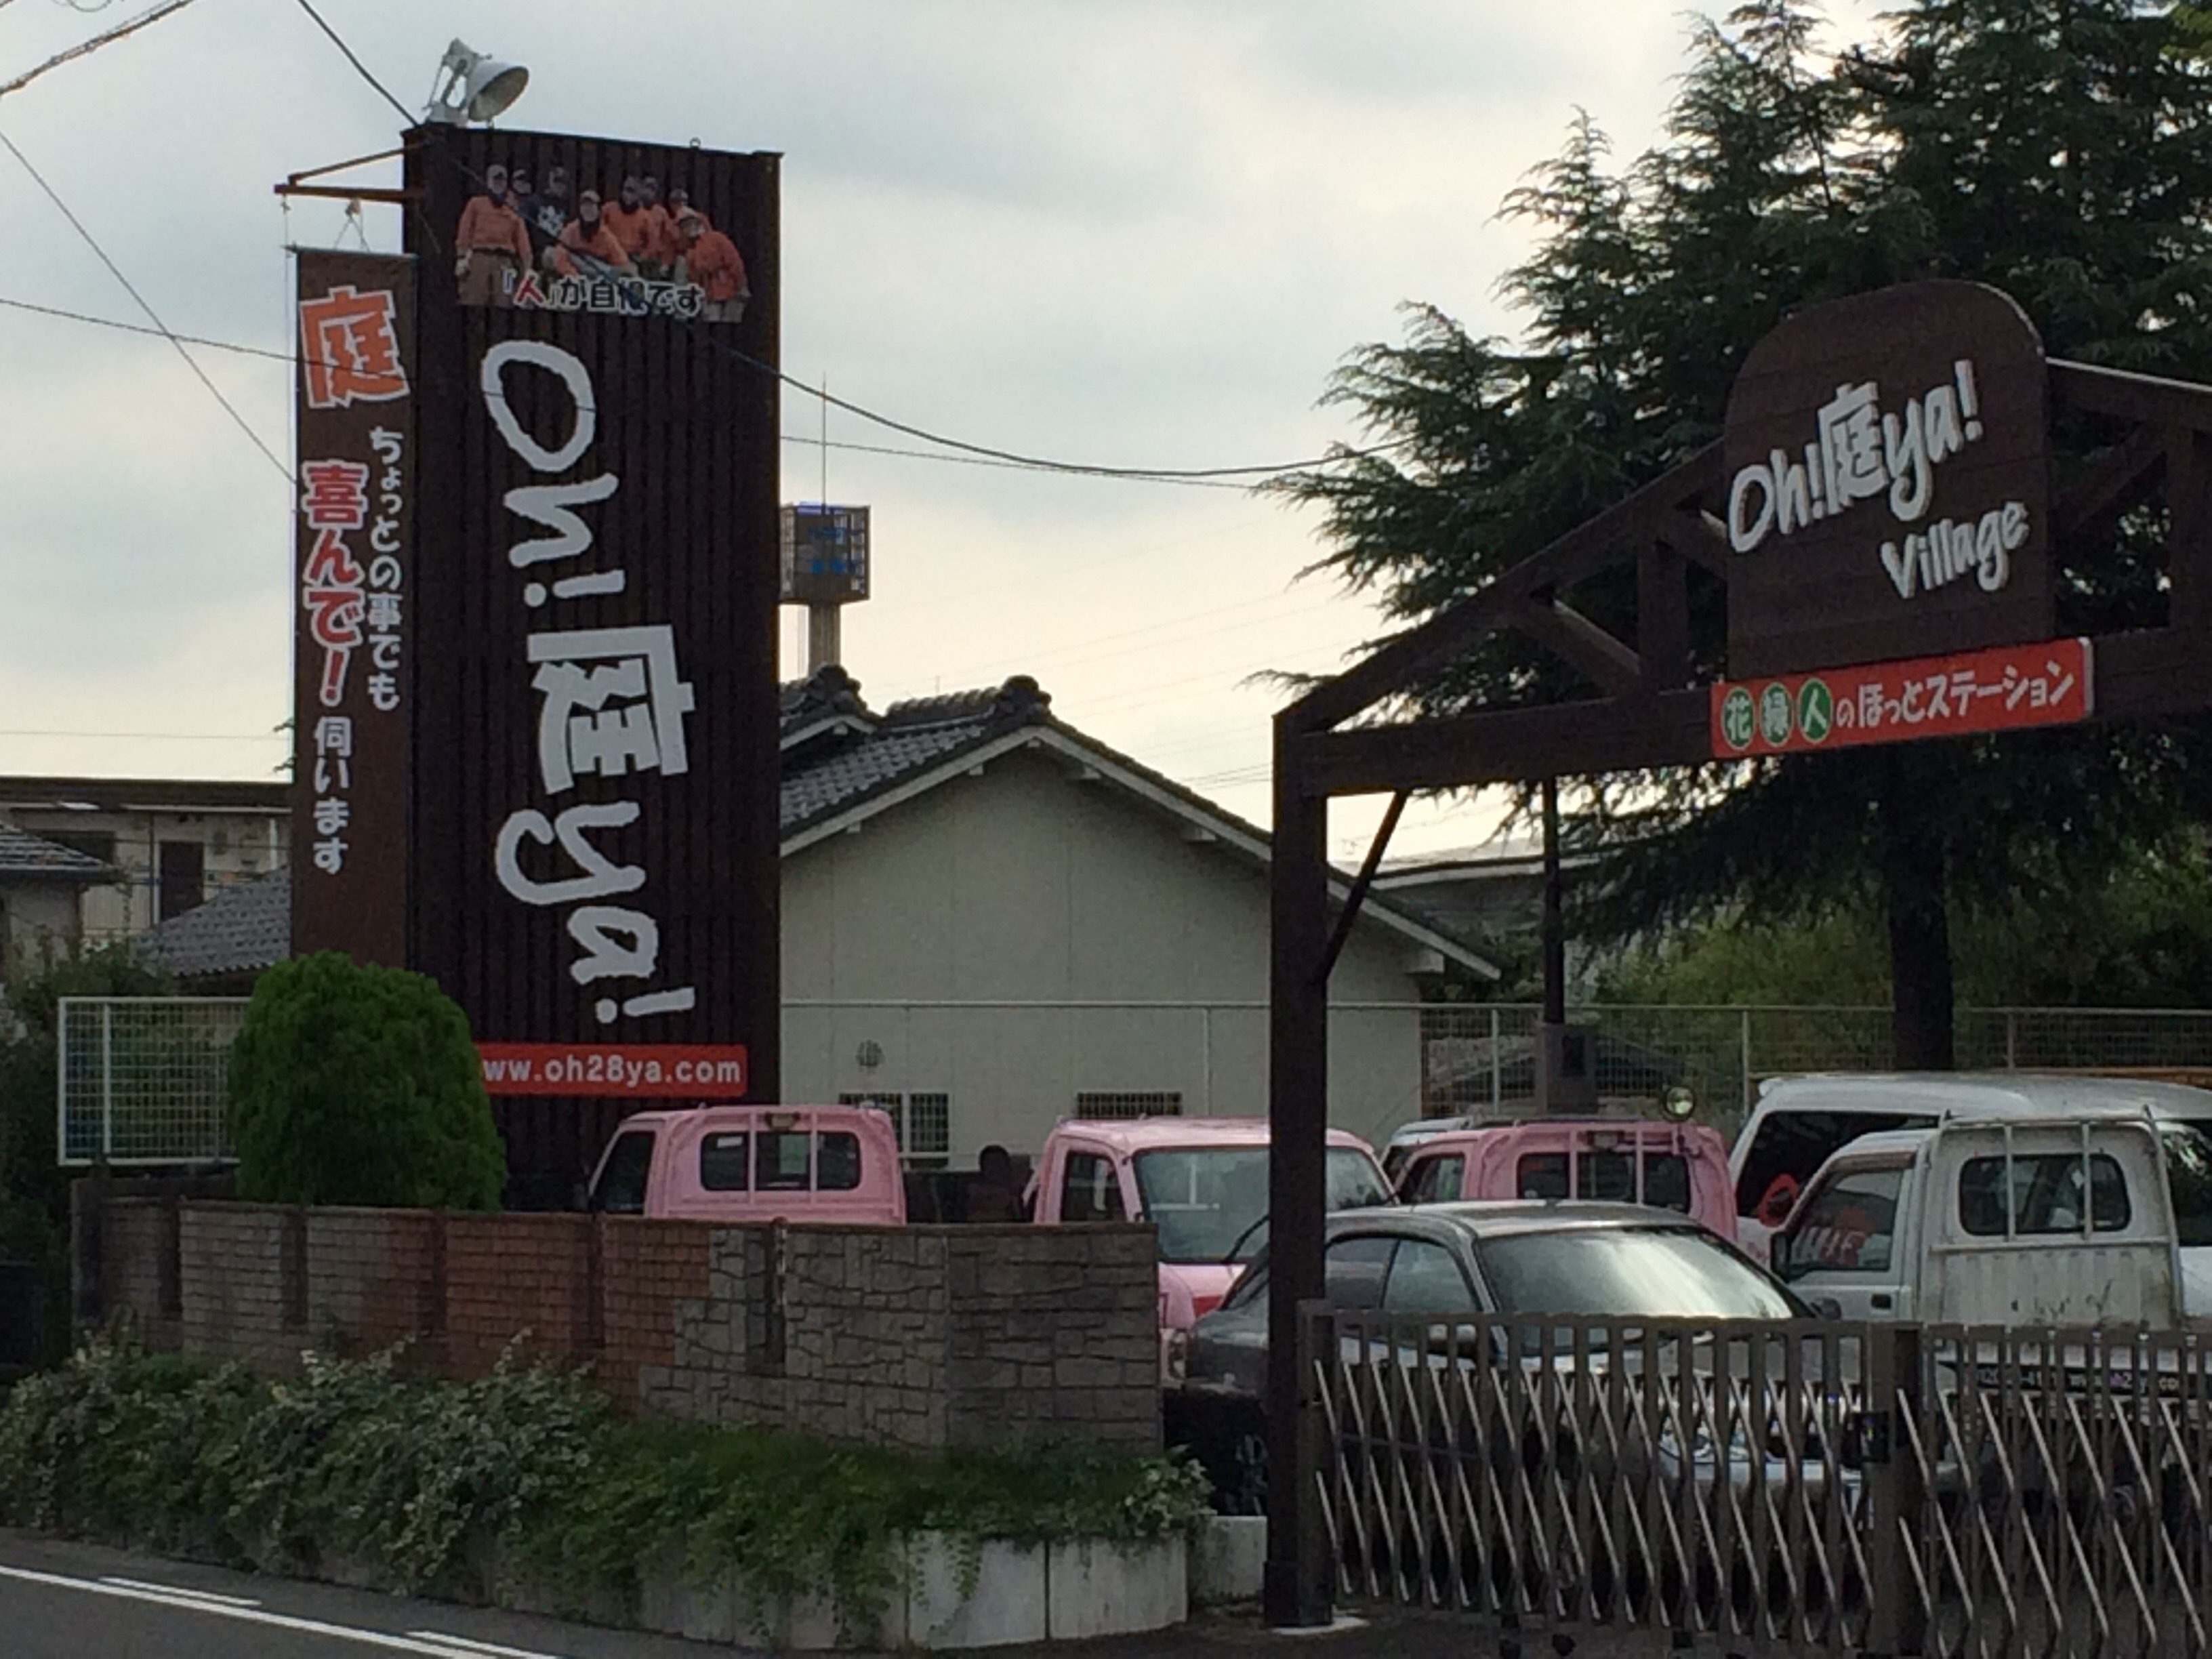 「人」が自慢です
庭
ちょっとの事でも
喜んで！伺います
Oh!庭ya!
ww.oh28ya.com
Oh!庭ya!
Village
花緑人のほっとステーション